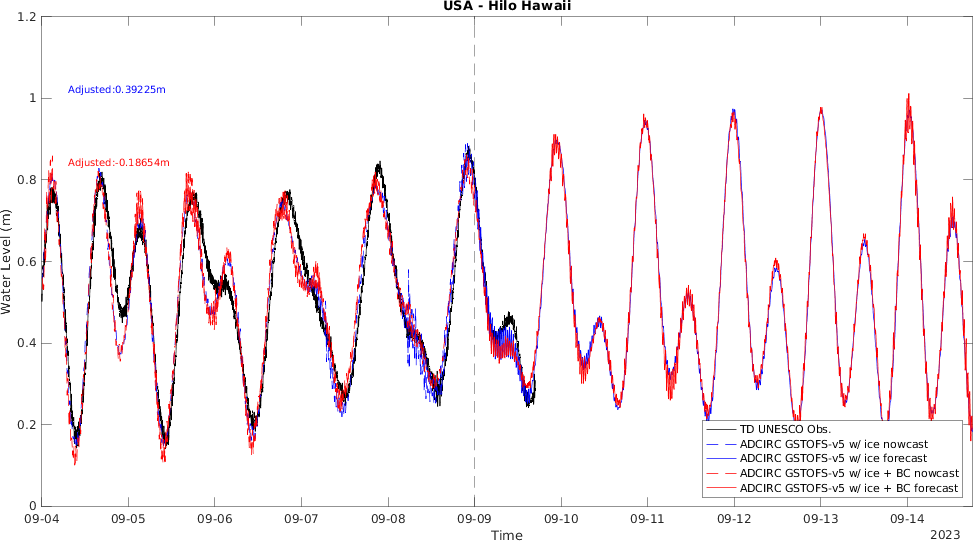 USA - Hilo Hawaii
1.2
1
0.8
0.6
0.4
0.2
0
Water Level (m)
Adjusted:0.39225m
Adjusted:-0.18654m
TD UNESCO Obs.
ADCIRC GSTOFS-v5 w/ ice nowcast
ADCIRC GSTOFS-v5 w/ ice forecast
ADCIRC GSTOFS-v5 w/ ice + BC nowcast
ADCIRC GSTOFS-v5 w/ ice + BC forecast
09-04 09-05 09-06 09-07 09-08 09-09 09-10 09-11 09-12 09-13 09-14
Time
2023